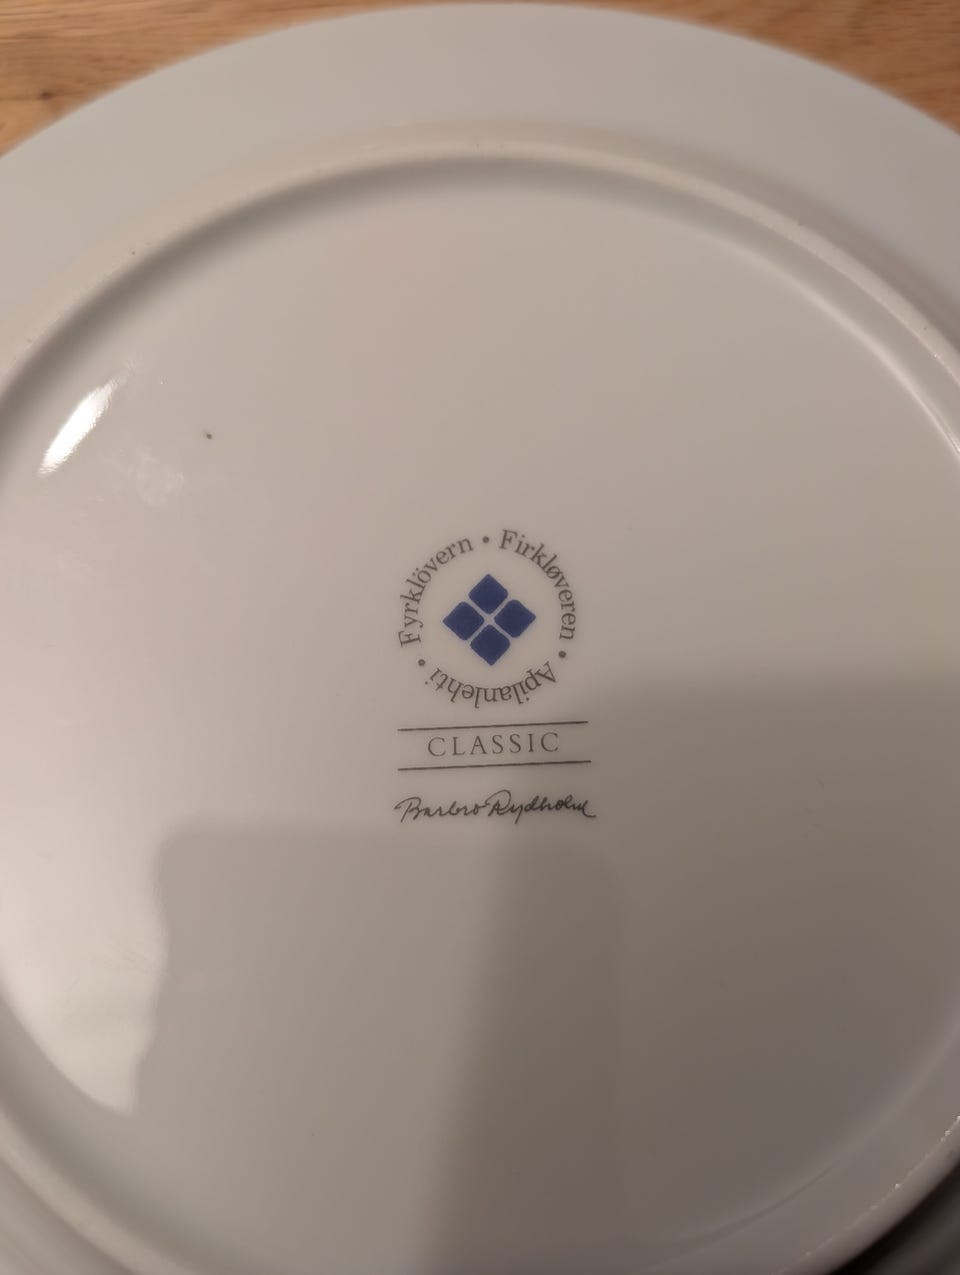 Fyrklövern • Firkløveren • Apilanlehti •
CLASSIC
Barbro Rydholm